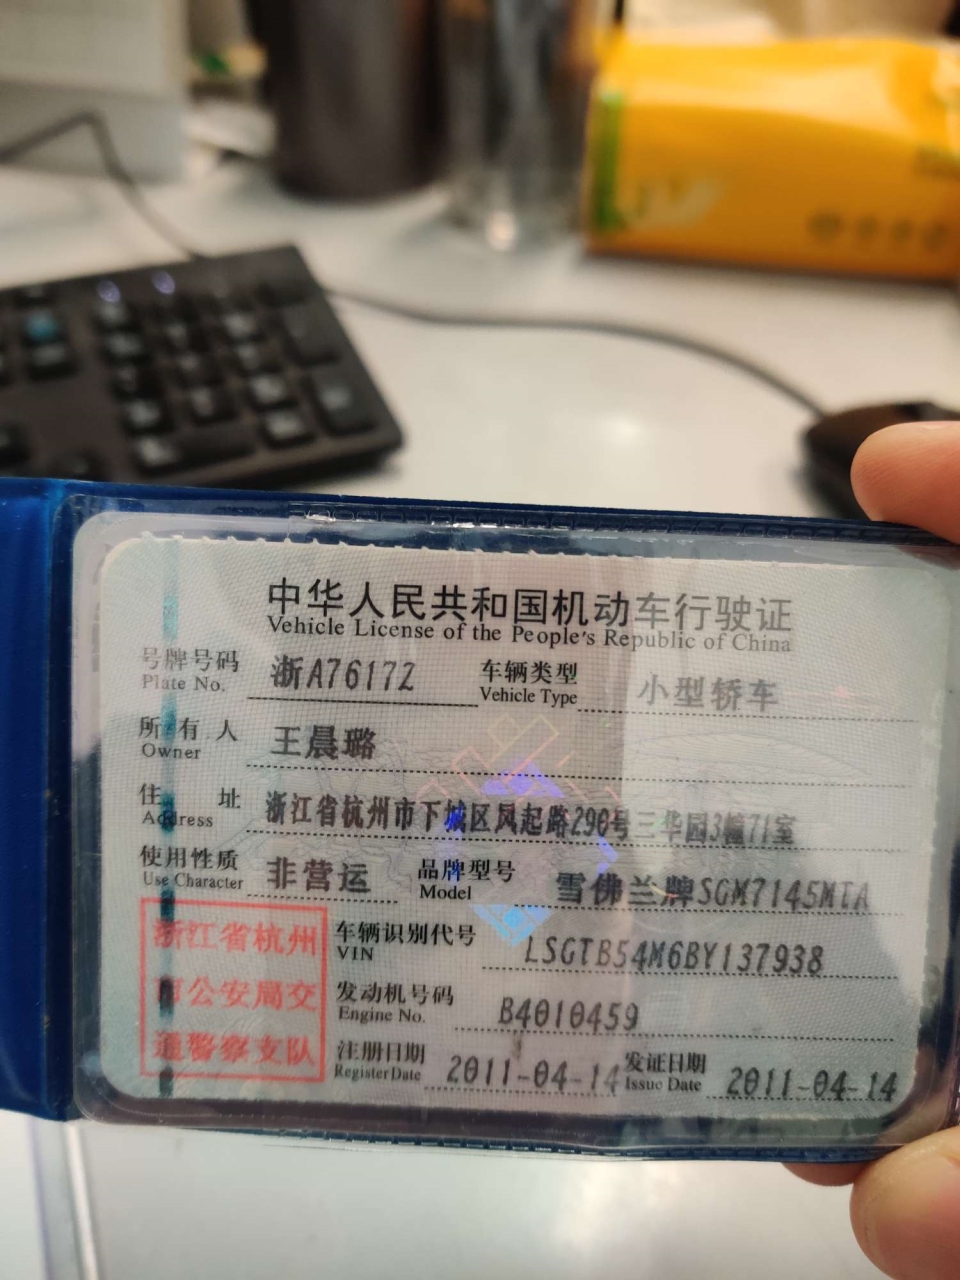 中华人民共和国机动车行驶证
Vehicle License of the People's Republic of China
号牌号码 浙A7617Z 车辆类型 小型轿车
Plate No. Vehicle Type
所有人 王晨璐
Owner
住址 浙江省杭州市下城区凤起路290号三华园3幢71室
Address
使用性质 非营运 品牌型号 雪佛兰牌SGM7145MTA
Use Character Model
浙江省杭州 车辆识别代号 LSGTB54M6BY137938
VIN
市公安局交 发动机号码 B4010459
Engine No.
通警察支队 注册日期 2011-04-14 发证日期 2011-04-14
Register Date Issue Date